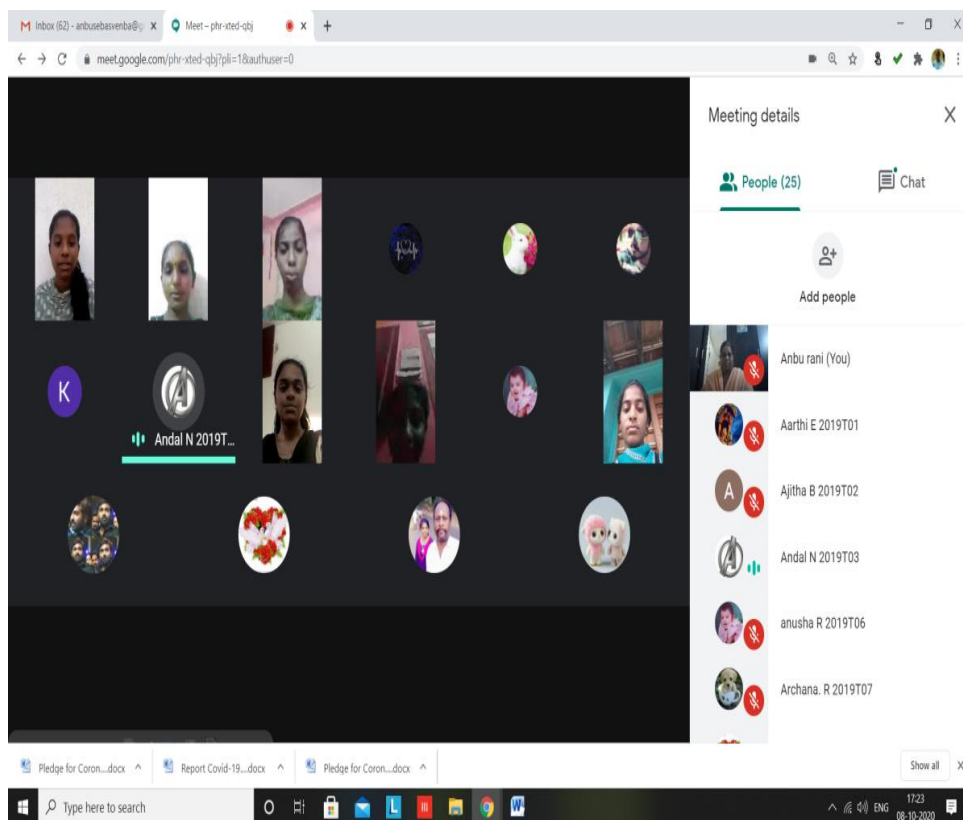 Inbox (62) - anbusebasvenba@g
Meet – phr-xted-qbj
meet.google.com/phr-xted-qbj?pli=1&authuser=0
Meeting details
People (25)
Chat
Add people
K
Andal N 2019T...
Anbu rani (You)
Aarthi E 2019T01
A
Ajitha B 2019T02
Andal N 2019T03
anusha R 2019T06
Archana. R 2019T07
Pledge for Coron....docx
Report Covid-19....docx
Pledge for Coron....docx
Show all
Type here to search
L
W
ENG
17:23
08-10-2020